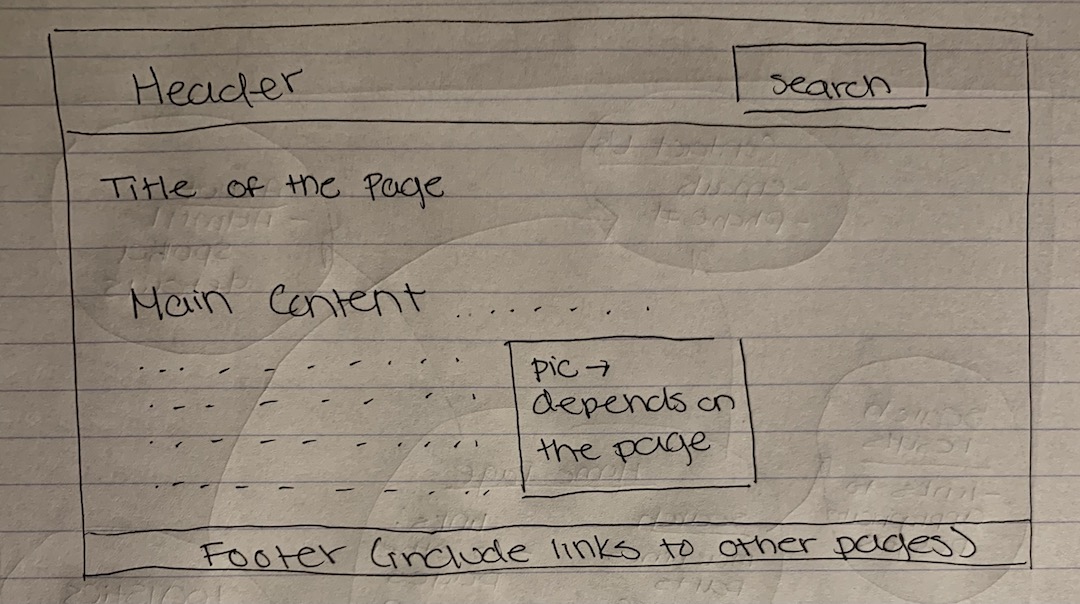 Header
search
Title of the Page
Main Content
pic →
depends on
the page
Footer (include links to other pages)